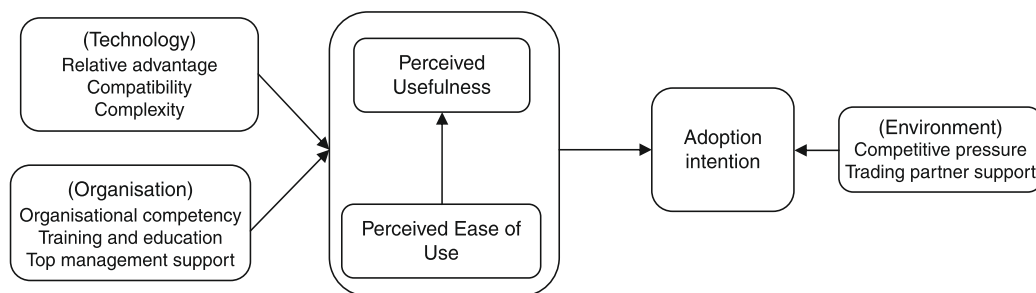 (Technology)
Relative advantage
Compatibility
Complexity
(Organisation)
Organisational competency
Training and education
Top management support
Perceived
Usefulness
Perceived Ease of
Use
Adoption
intention
(Environment)
Competitive pressure
Trading partner support